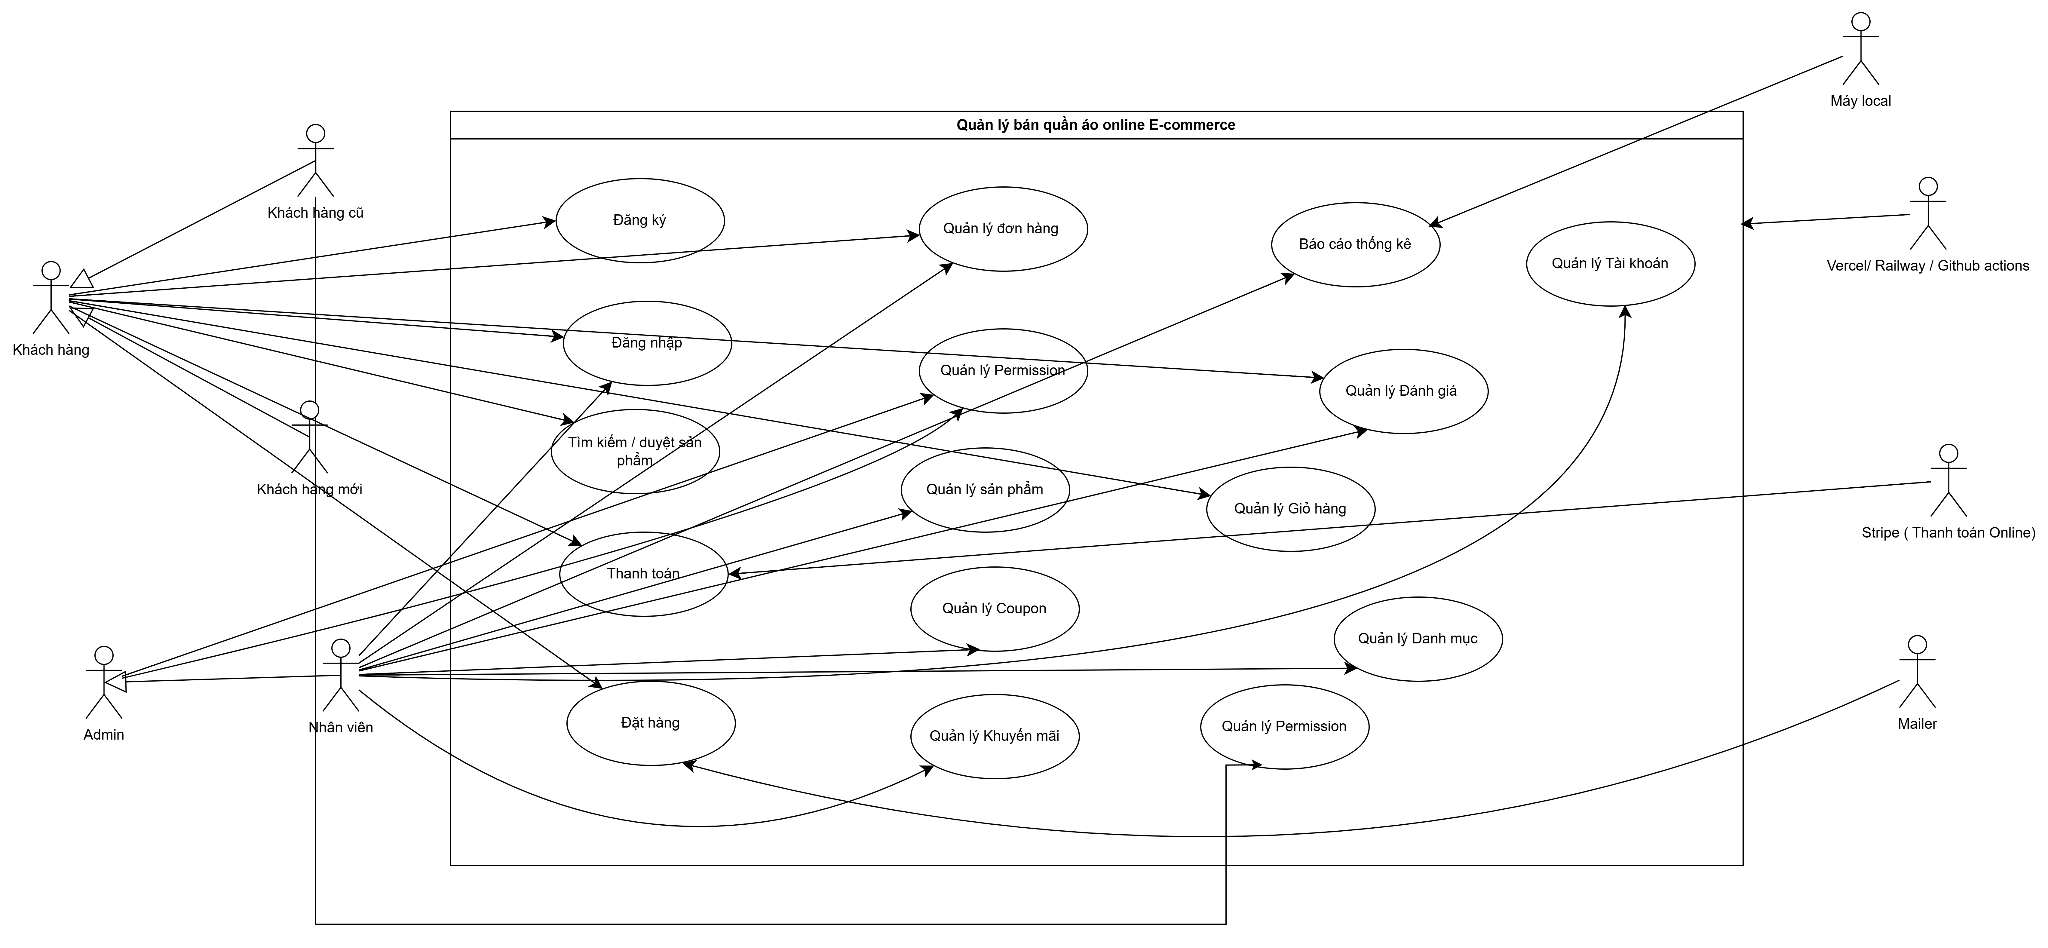 Máy local
Quản lý bán quần áo online E-commerce
Khách hàng cũ
Đăng ký
Quản lý đơn hàng
Báo cáo thống kê
Quản lý Tài khoản
Vercel/ Railway / Github actions
Khách hàng
Đăng nhập
Quản lý Permission
Quản lý Đánh giá
Tìm kiếm / duyệt sản
phẩm
Khách hàng mới
Quản lý sản phẩm
Quản lý Giỏ hàng
Stripe ( Thanh toán Online)
Thanh toán
Quản lý Coupon
Quản lý Danh mục
Admin
Nhân viên
Đặt hàng
Quản lý Khuyến mãi
Quản lý Permission
Mailer